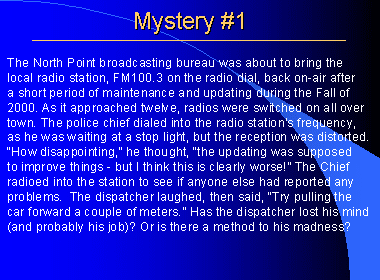 Mystery #1
The North Point broadcasting bureau was about to bring the
local radio station, FM100.3 on the radio dial, back on-air after
a short period of maintenance and updating during the Fall of
2000. As it approached twelve, radios were switched on all over
town. The police chief dialed into the radio station's frequency,
as he was waiting at a stop light, but the reception was distorted.
"How disappointing," he thought, "the updating was supposed
to improve things - but I think this is clearly worse!" The Chief
radioed into the station to see if anyone else had reported any
problems.  The dispatcher laughed, then said, "Try pulling the
car forward a couple of meters." Has the dispatcher lost his mind
(and probably his job)?  Or is there a method to his madness?